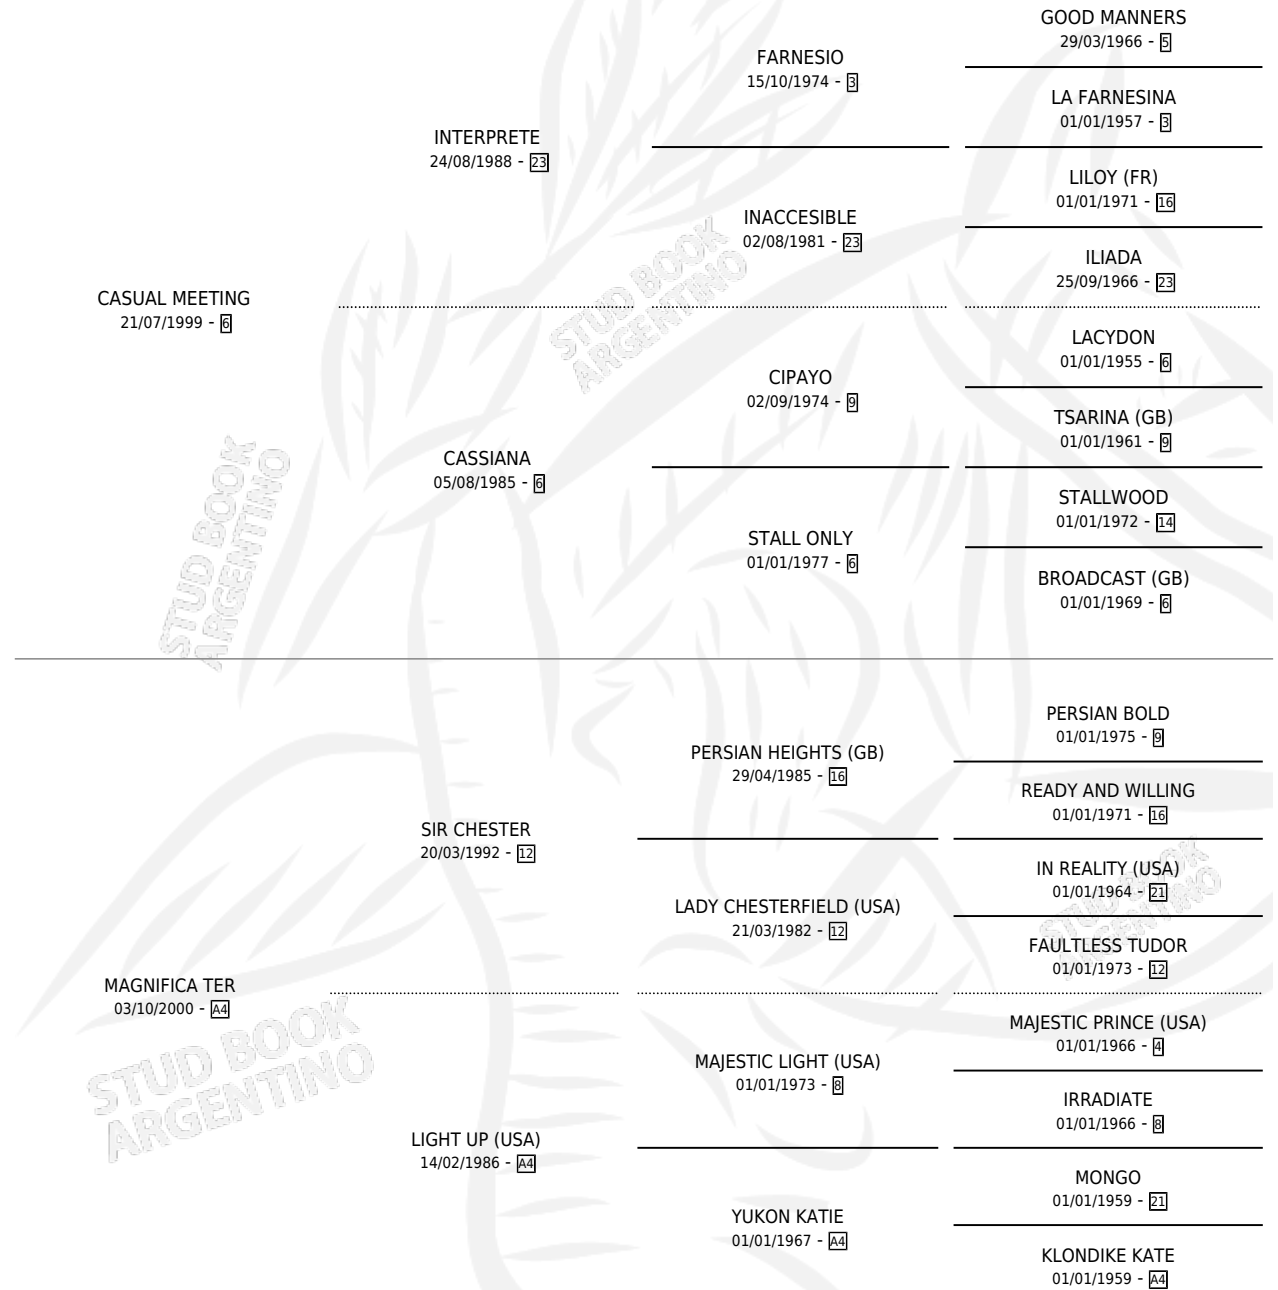 GOOD MANNERS
29/03/1966 - 5
FARNESIO
15/10/1974 - 3
LA FARNESINA
01/01/1957 - 3
INTERPRETE
24/08/1988 - 23
LILOY (FR)
01/01/1971 - 16
INACCESIBLE
02/08/1981 - 23
ILIADA
25/09/1966 - 23
CASUAL MEETING
21/07/1999 - 6
LACYDON
01/01/1955 - 6
CIPAYO
02/09/1974 - 9
TSARINA (GB)
01/01/1961 - 9
CASSIANA
05/08/1985 - 6
STALLWOOD
01/01/1972 - 14
STALL ONLY
01/01/1977 - 6
BROADCAST (GB)
01/01/1969 - 6
PERSIAN BOLD
01/01/1975 - 9
PERSIAN HEIGHTS (GB)
29/04/1985 - 16
READY AND WILLING
01/01/1971 - 16
SIR CHESTER
20/03/1992 - 12
IN REALITY (USA)
01/01/1964 - 21
LADY CHESTERFIELD (USA)
21/03/1982 - 12
FAULTLESS TUDOR
01/01/1973 - 12
MAGNIFICA TER
03/10/2000 - A4
MAJESTIC PRINCE (USA)
01/01/1966 - 4
MAJESTIC LIGHT (USA)
01/01/1973 - 8
IRRADIATE
01/01/1966 - 8
LIGHT UP (USA)
14/02/1986 - A4
MONGO
01/01/1959 - 21
YUKON KATIE
01/01/1967 - A4
KLONDIKE KATE
01/01/1959 - A4
STUD BOOK
ARGENTINO
STUD BOOK
ARGENTINO
STUD BOOK
ARGENTINO
STUD BOOK
ARGENTINO